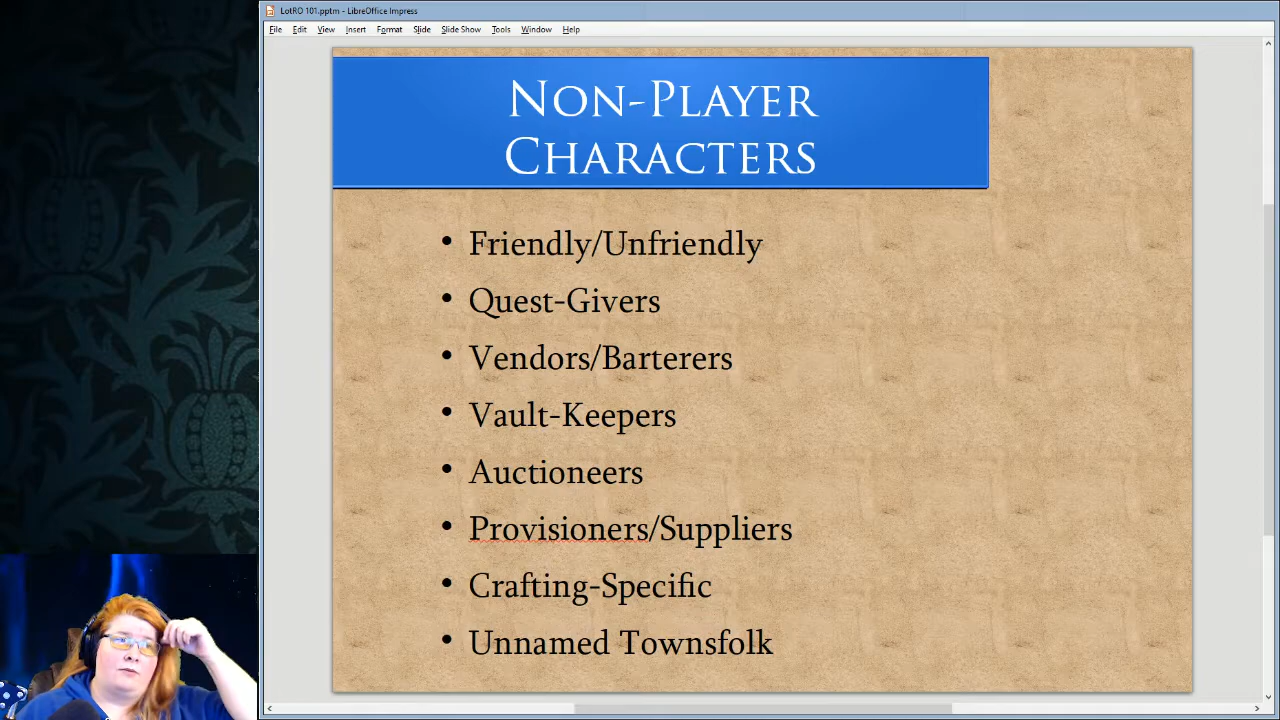 LotRO 101.pptm - LibreOffice Impress
File Edit View Insert Format Slide Slide Show Tools Window Help
Non-Player
Characters
• Friendly/Unfriendly
• Quest-Givers
• Vendors/Barterers
• Vault-Keepers
• Auctioneers
• Provisioners/Suppliers
• Crafting-Specific
• Unnamed Townsfolk